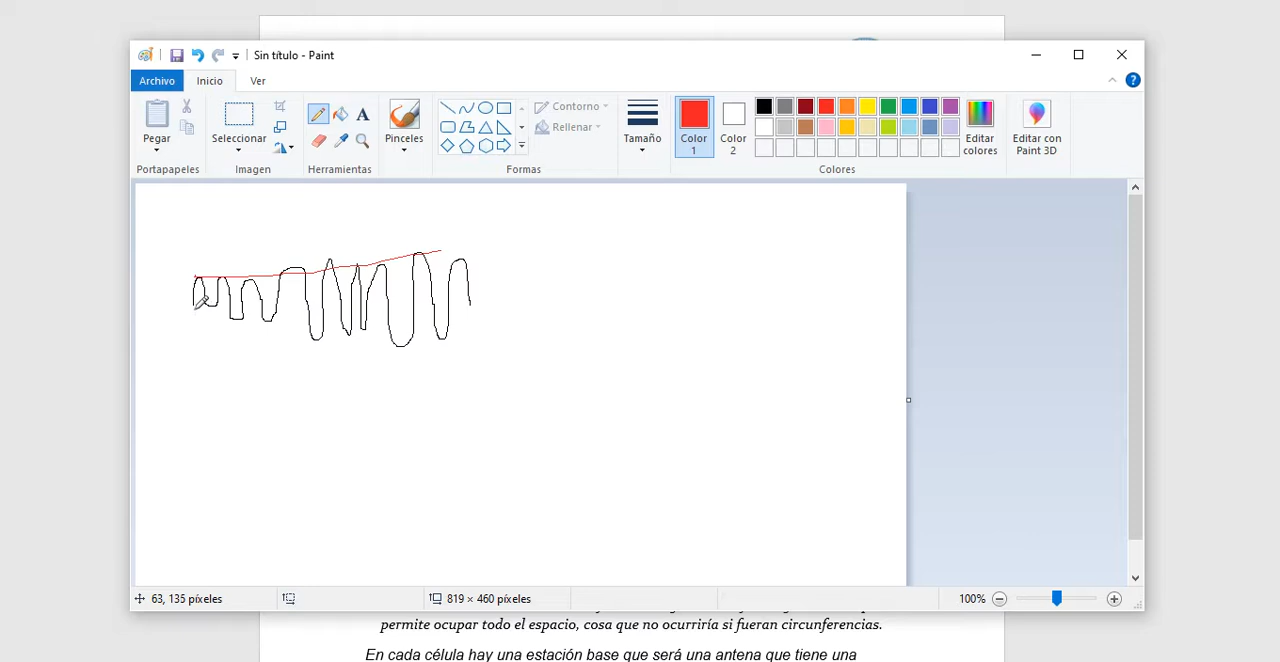 Sin título - Paint
Archivo Inicio Ver
Pegar
Seleccionar
A
Pinceles
Contorno
Rellenar
Tamaño
Color 1
Color 2
Editar colores
Editar con Paint 3D
Portapapeles Imagen Herramientas Formas Colores
63, 135 píxeles 819 × 460 píxeles 100%
permite ocupar todo el espacio, cosa que no ocurriría si fueran circunferencias.
En cada célula hay una estación base que será una antena que tiene una